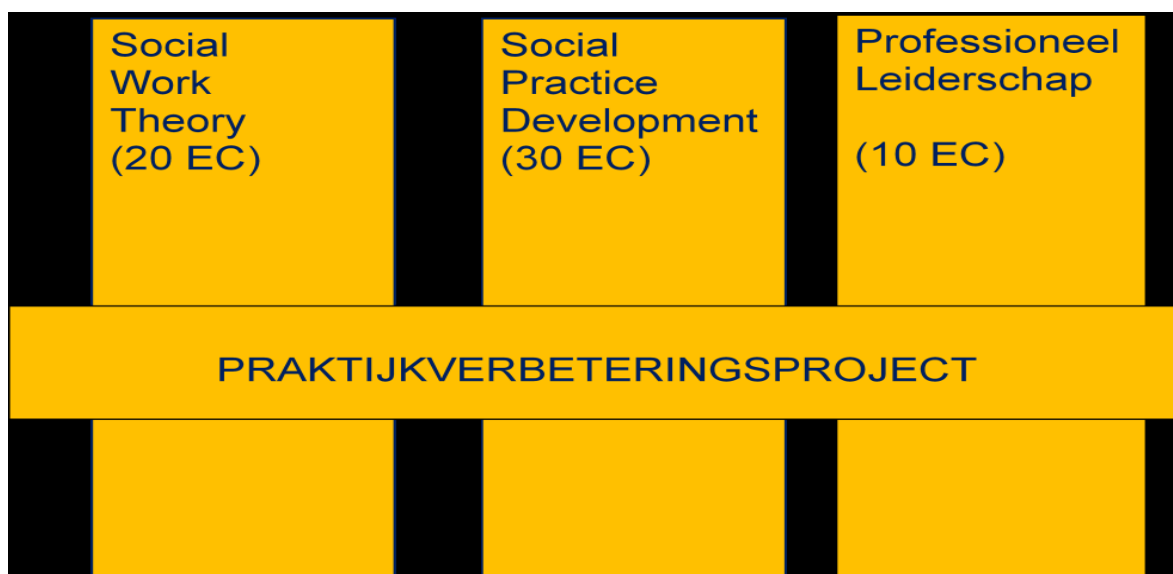 Social
Work
Theory
(20 EC)
Social
Practice
Development
(30 EC)
Professioneel
Leiderschap
(10 EC)
PRAKTIJKVERBETERINGSPROJECT